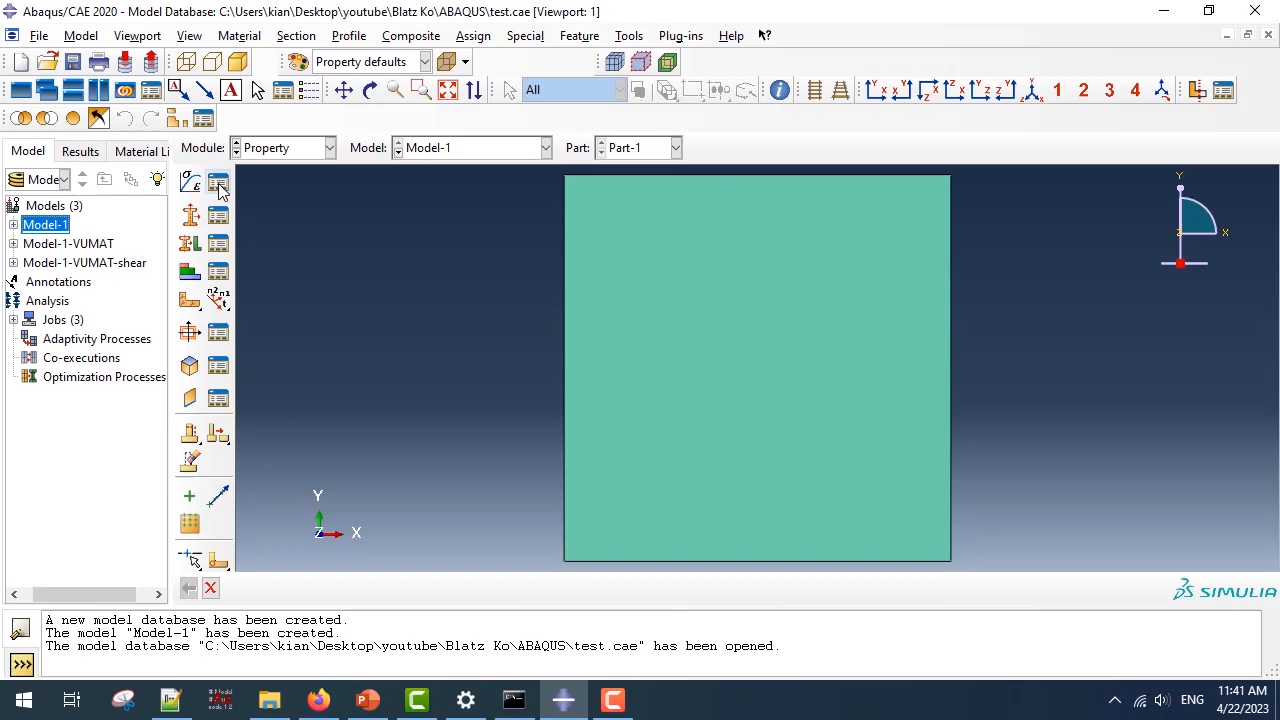 Abaqus/CAE 2020 - Model Database: C:\Users\kian\Desktop\youtube\Blatz Ko\ABAQUS\test.cae [Viewport: 1]
File Model Viewport View Material Section Profile Composite Assign Special Feature Tools Plug-ins Help
Property defaults
All
1 2 3 4
Model Results Material Li
Module: Property Model: Model-1 Part: Part-1
Mode
Models (3)
Model-1
Model-1-VUMAT
Model-1-VUMAT-shear
Annotations
Analysis
Jobs (3)
Adaptivity Processes
Co-executions
Optimization Processes
Y
X
Y
Z X
SIMULIA
A new model database has been created.
The model "Model-1" has been created.
The model database "C:\Users\kian\Desktop\youtube\Blatz Ko\ABAQUS\test.cae" has been opened.
ENG
11:41 AM
4/22/2023